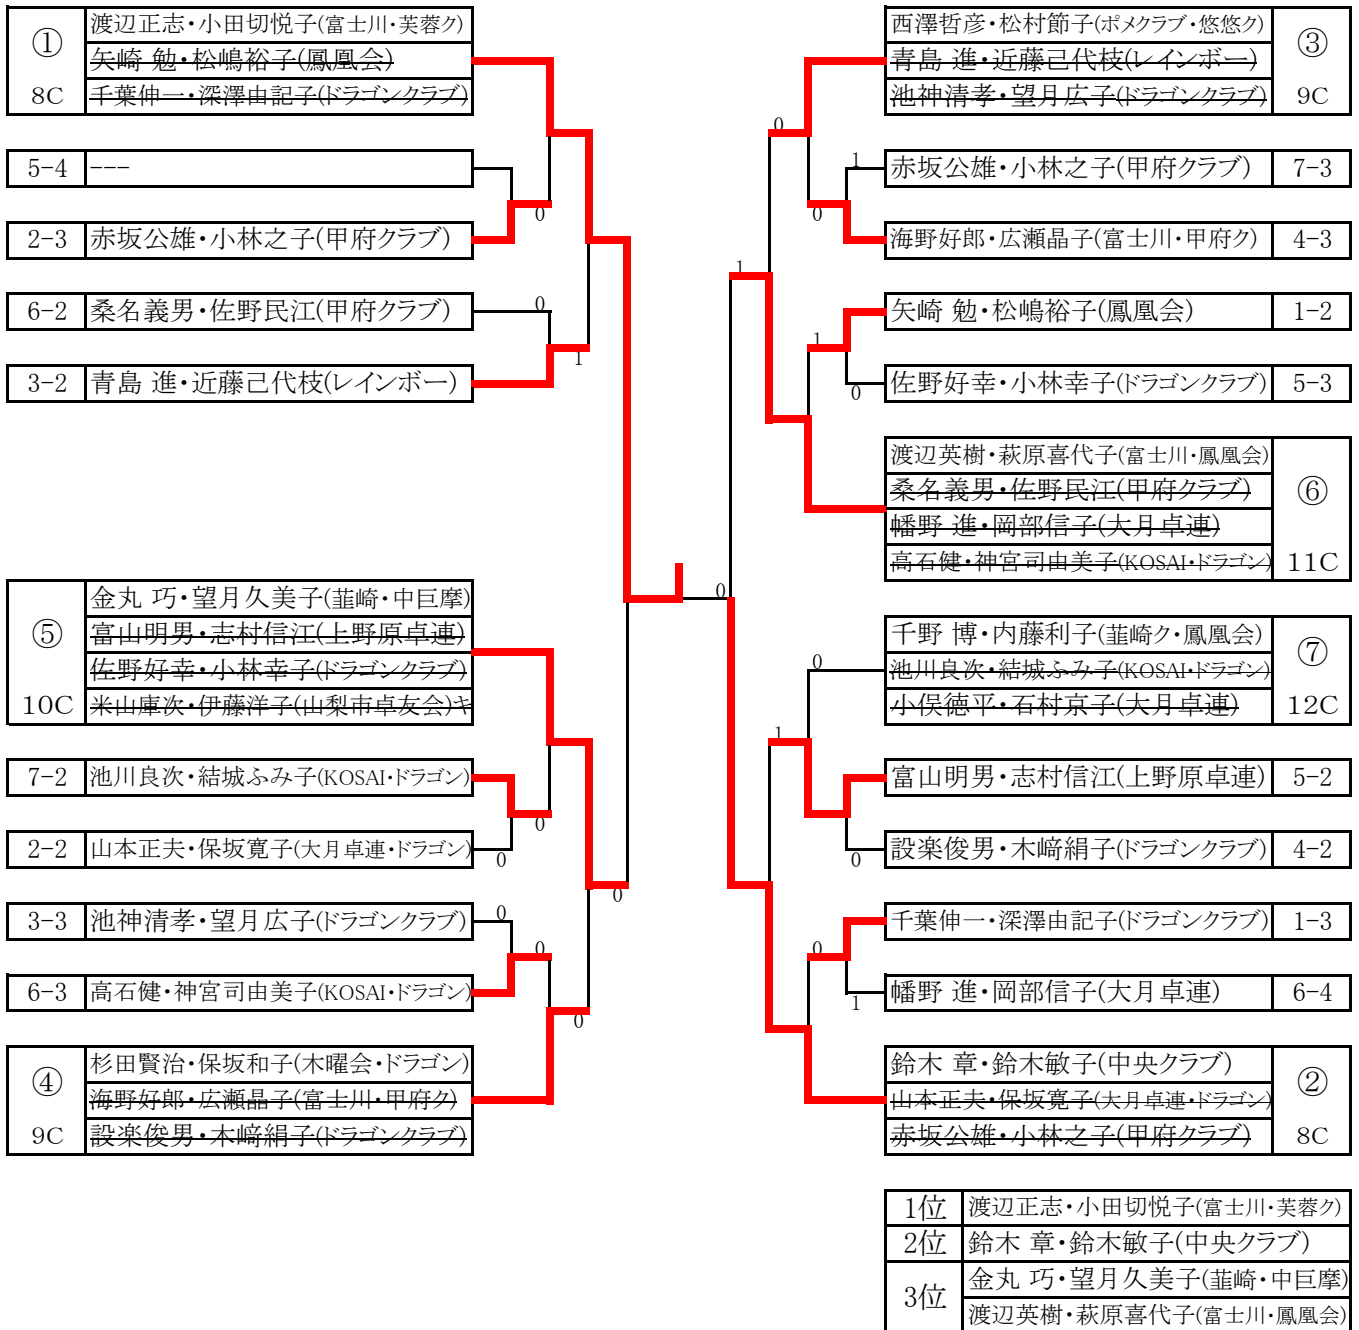 ① 渡辺正志・小田切悦子(富士川・芙蓉ク)
矢崎 勉・松嶋裕子(鳳凰会)
8C 千葉伸一・深澤由記子(ドラゴンクラブ)
5-4 ---
0
2-3 赤坂公雄・小林之子(甲府クラブ)
6-2 桑名義男・佐野民江(甲府クラブ) 0
1
3-2 青島 進・近藤己代枝(レインボー)
金丸 巧・望月久美子(韮崎・中巨摩)
⑤ 富山明男・志村信江(上野原卓連)
佐野好幸・小林幸子(ドラゴンクラブ)
10C 米山庫次・伊藤洋子(山梨市卓友会)キ
7-2 池川良次・結城ふみ子(KOSAI・ドラゴン)
0
2-2 山本正夫・保坂寛子(大月卓連・ドラゴン) 0
0
3-3 池神清孝・望月広子(ドラゴンクラブ) 0
0
6-3 高石健・神宮司由美子(KOSAI・ドラゴン)
0
④ 杉田賢治・保坂和子(木曜会・ドラゴン)
海野好郎・広瀬晶子(富士川・甲府ク)
9C 設楽俊男・木﨑絹子(ドラゴンクラブ)
西澤哲彦・松村節子(ポメクラブ・悠悠ク) ③
青島 進・近藤己代枝(レインボー)
池神清孝・望月広子(ドラゴンクラブ) 9C
0
1 赤坂公雄・小林之子(甲府クラブ) 7-3
0
海野好郎・広瀬晶子(富士川・甲府ク) 4-3
1
矢崎 勉・松嶋裕子(鳳凰会) 1-2
1
0 佐野好幸・小林幸子(ドラゴンクラブ) 5-3
渡辺英樹・萩原喜代子(富士川・鳳凰会)
桑名義男・佐野民江(甲府クラブ) ⑥
幡野 進・岡部信子(大月卓連)
高石健・神宮司由美子(KOSAI・ドラゴン) 11C
0
千野 博・内藤利子(韮崎ク・鳳凰会) ⑦
0
池川良次・結城ふみ子(KOSAI・ドラゴン)
小俣徳平・石村京子(大月卓連) 12C
1
富山明男・志村信江(上野原卓連) 5-2
0 設楽俊男・木﨑絹子(ドラゴンクラブ) 4-2
千葉伸一・深澤由記子(ドラゴンクラブ) 1-3
0
1 幡野 進・岡部信子(大月卓連) 6-4
鈴木 章・鈴木敏子(中央クラブ) ②
山本正夫・保坂寛子(大月卓連・ドラゴン)
赤坂公雄・小林之子(甲府クラブ) 8C
1位 渡辺正志・小田切悦子(富士川・芙蓉ク)
2位 鈴木 章・鈴木敏子(中央クラブ)
3位 金丸 巧・望月久美子(韮崎・中巨摩)
渡辺英樹・萩原喜代子(富士川・鳳凰会)